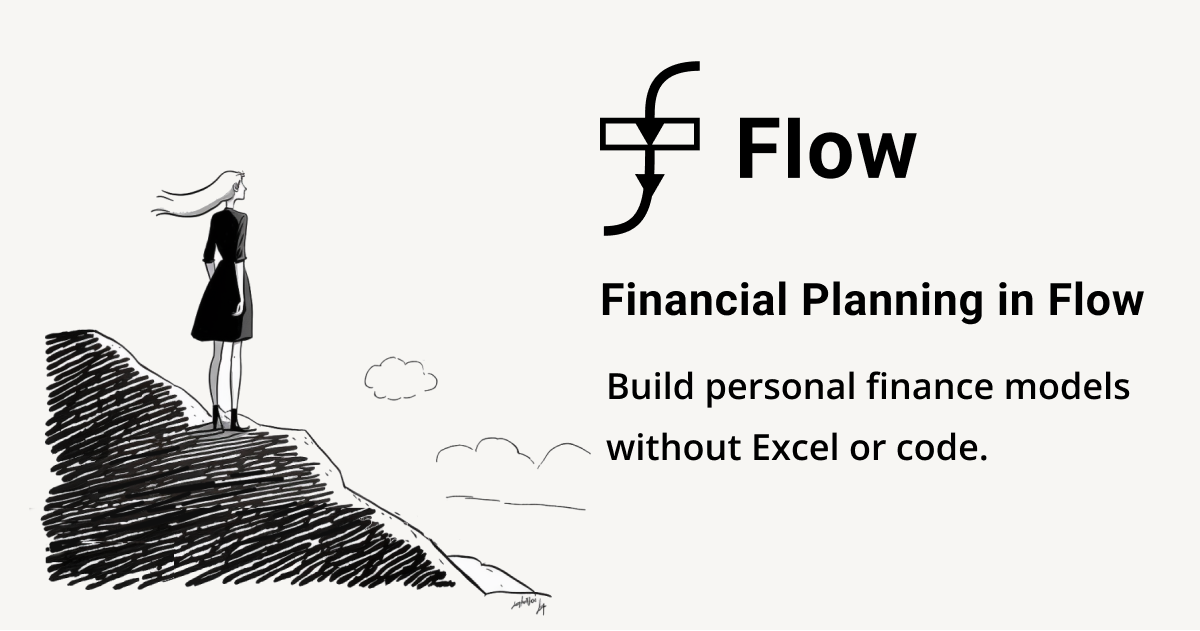 Flow
Financial Planning in Flow
Build personal finance models
without Excel or code.